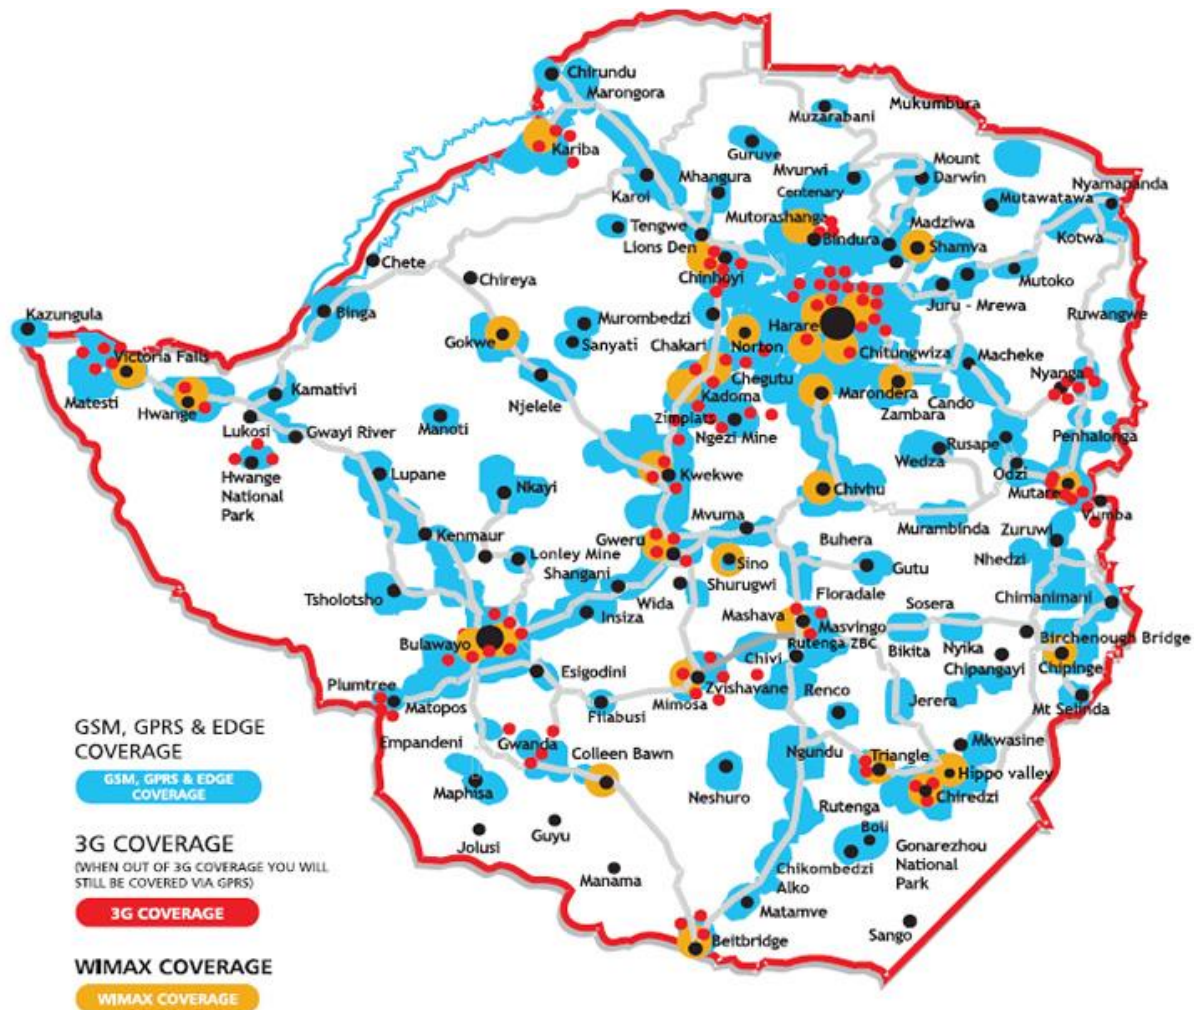 Chirundu
Marongora
Mukumbura
Muzarabani
Kariba
Guruve
Mvurwi
Mount
Darwin
Centenary
Karoi
Mhangura
Mutawatawa
Nyamapanda
Tengwe
Mutorashanga
Madziwa
Kotwa
Lions Den
Bindura
Shamva
Chete
Chireya
Chinhoyi
Mutoko
Juru - Mrewa
Ruwangwe
Kazungula
Binga
Murombedzi
Harare
Gokwe
Sanyati
Chakari
Norton
Chitungwiza
Macheke
Victoria Falls
Chegutu
Nyanga
Matesti
Hwange
Kamativi
Njelele
Kadoma
Marondera
Cando
Zambara
Lukosi
Gwayi River
Manoti
Zimplats
Ngezi Mine
Penhalonga
Rusape
Wedza
Hwange
National
Park
Lupane
Nkayi
Kwekwe
Chivhu
Odzi
Mutare
Vumba
Mvuma
Murambinda
Zuruwi
Kenmaur
Gweru
Buhera
Nhedzi
Lonley Mine
Shangani
Sino
Shurugwi
Gutu
Tsholotsho
Wida
Floradale
Chimanimani
Insiza
Mashava
Masvingo
Sosera
Bulawayo
Rutenga ZBC
Bikita
Nyika
Birchenough Bridge
Chivi
Chipangayi
Chipinge
Esigodini
Plumtree
Zvishavane
Renco
Jerera
Matopos
Mimosa
Filabusi
Mt Selinda
Empandeni
Gwanda
Colleen Bawn
Ngundu
Triangle
Mkwasine
Hippo valley
Maphisa
Neshuro
Chiredzi
Rutenga
Guyu
Jolusi
Boli
Gonarezhou
National
Park
Chikombedzi
Manama
Alko
Matamve
Beitbridge
Sango
GSM, GPRS & EDGE
COVERAGE
GSM, GPRS & EDGE
COVERAGE
3G COVERAGE
(WHEN OUT OF 3G COVERAGE YOU WILL
STILL BE COVERED VIA GPRS)
3G COVERAGE
WIMAX COVERAGE
WIMAX COVERAGE